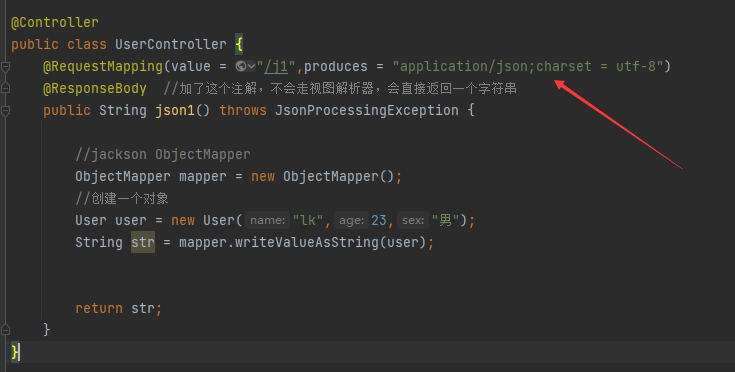 @Controller
public class UserController {
@RequestMapping(value = "/j1",produces = "application/json;charset = utf-8")
@ResponseBody //加了这个注解，不会走视图解析器，会直接返回一个字符串
public String json1() throws JsonProcessingException {
//jackson ObjectMapper
ObjectMapper mapper = new ObjectMapper();
//创建一个对象
User user = new User( name: "lk", age: 23, sex: "男");
String str = mapper.writeValueAsString(user);
return str;
}
}